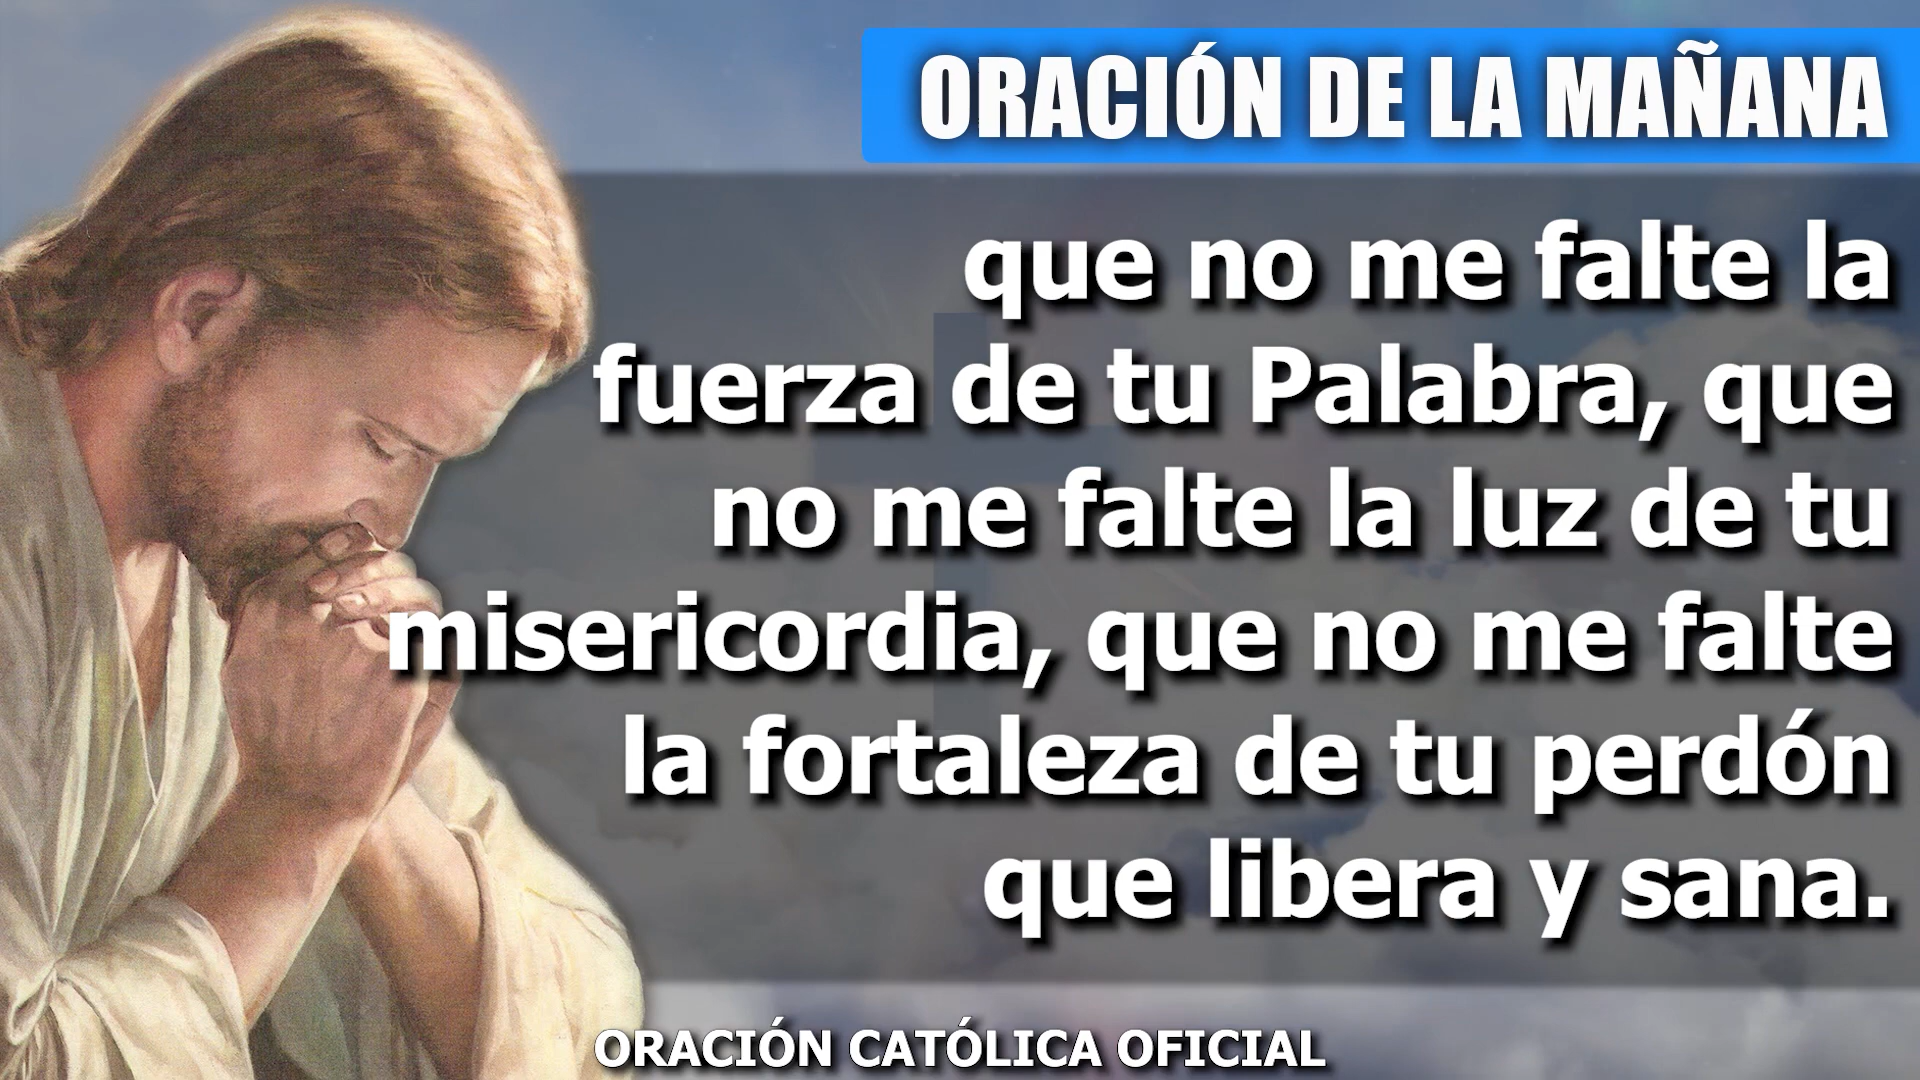 ORACIÓN DE LA MAÑANA
que no me falte la
fuerza de tu Palabra, que
no me falte la luz de tu
misericordia, que no me falte
la fortaleza de tu perdón
que libera y sana.
ORACIÓN CATÓLICA OFICIAL